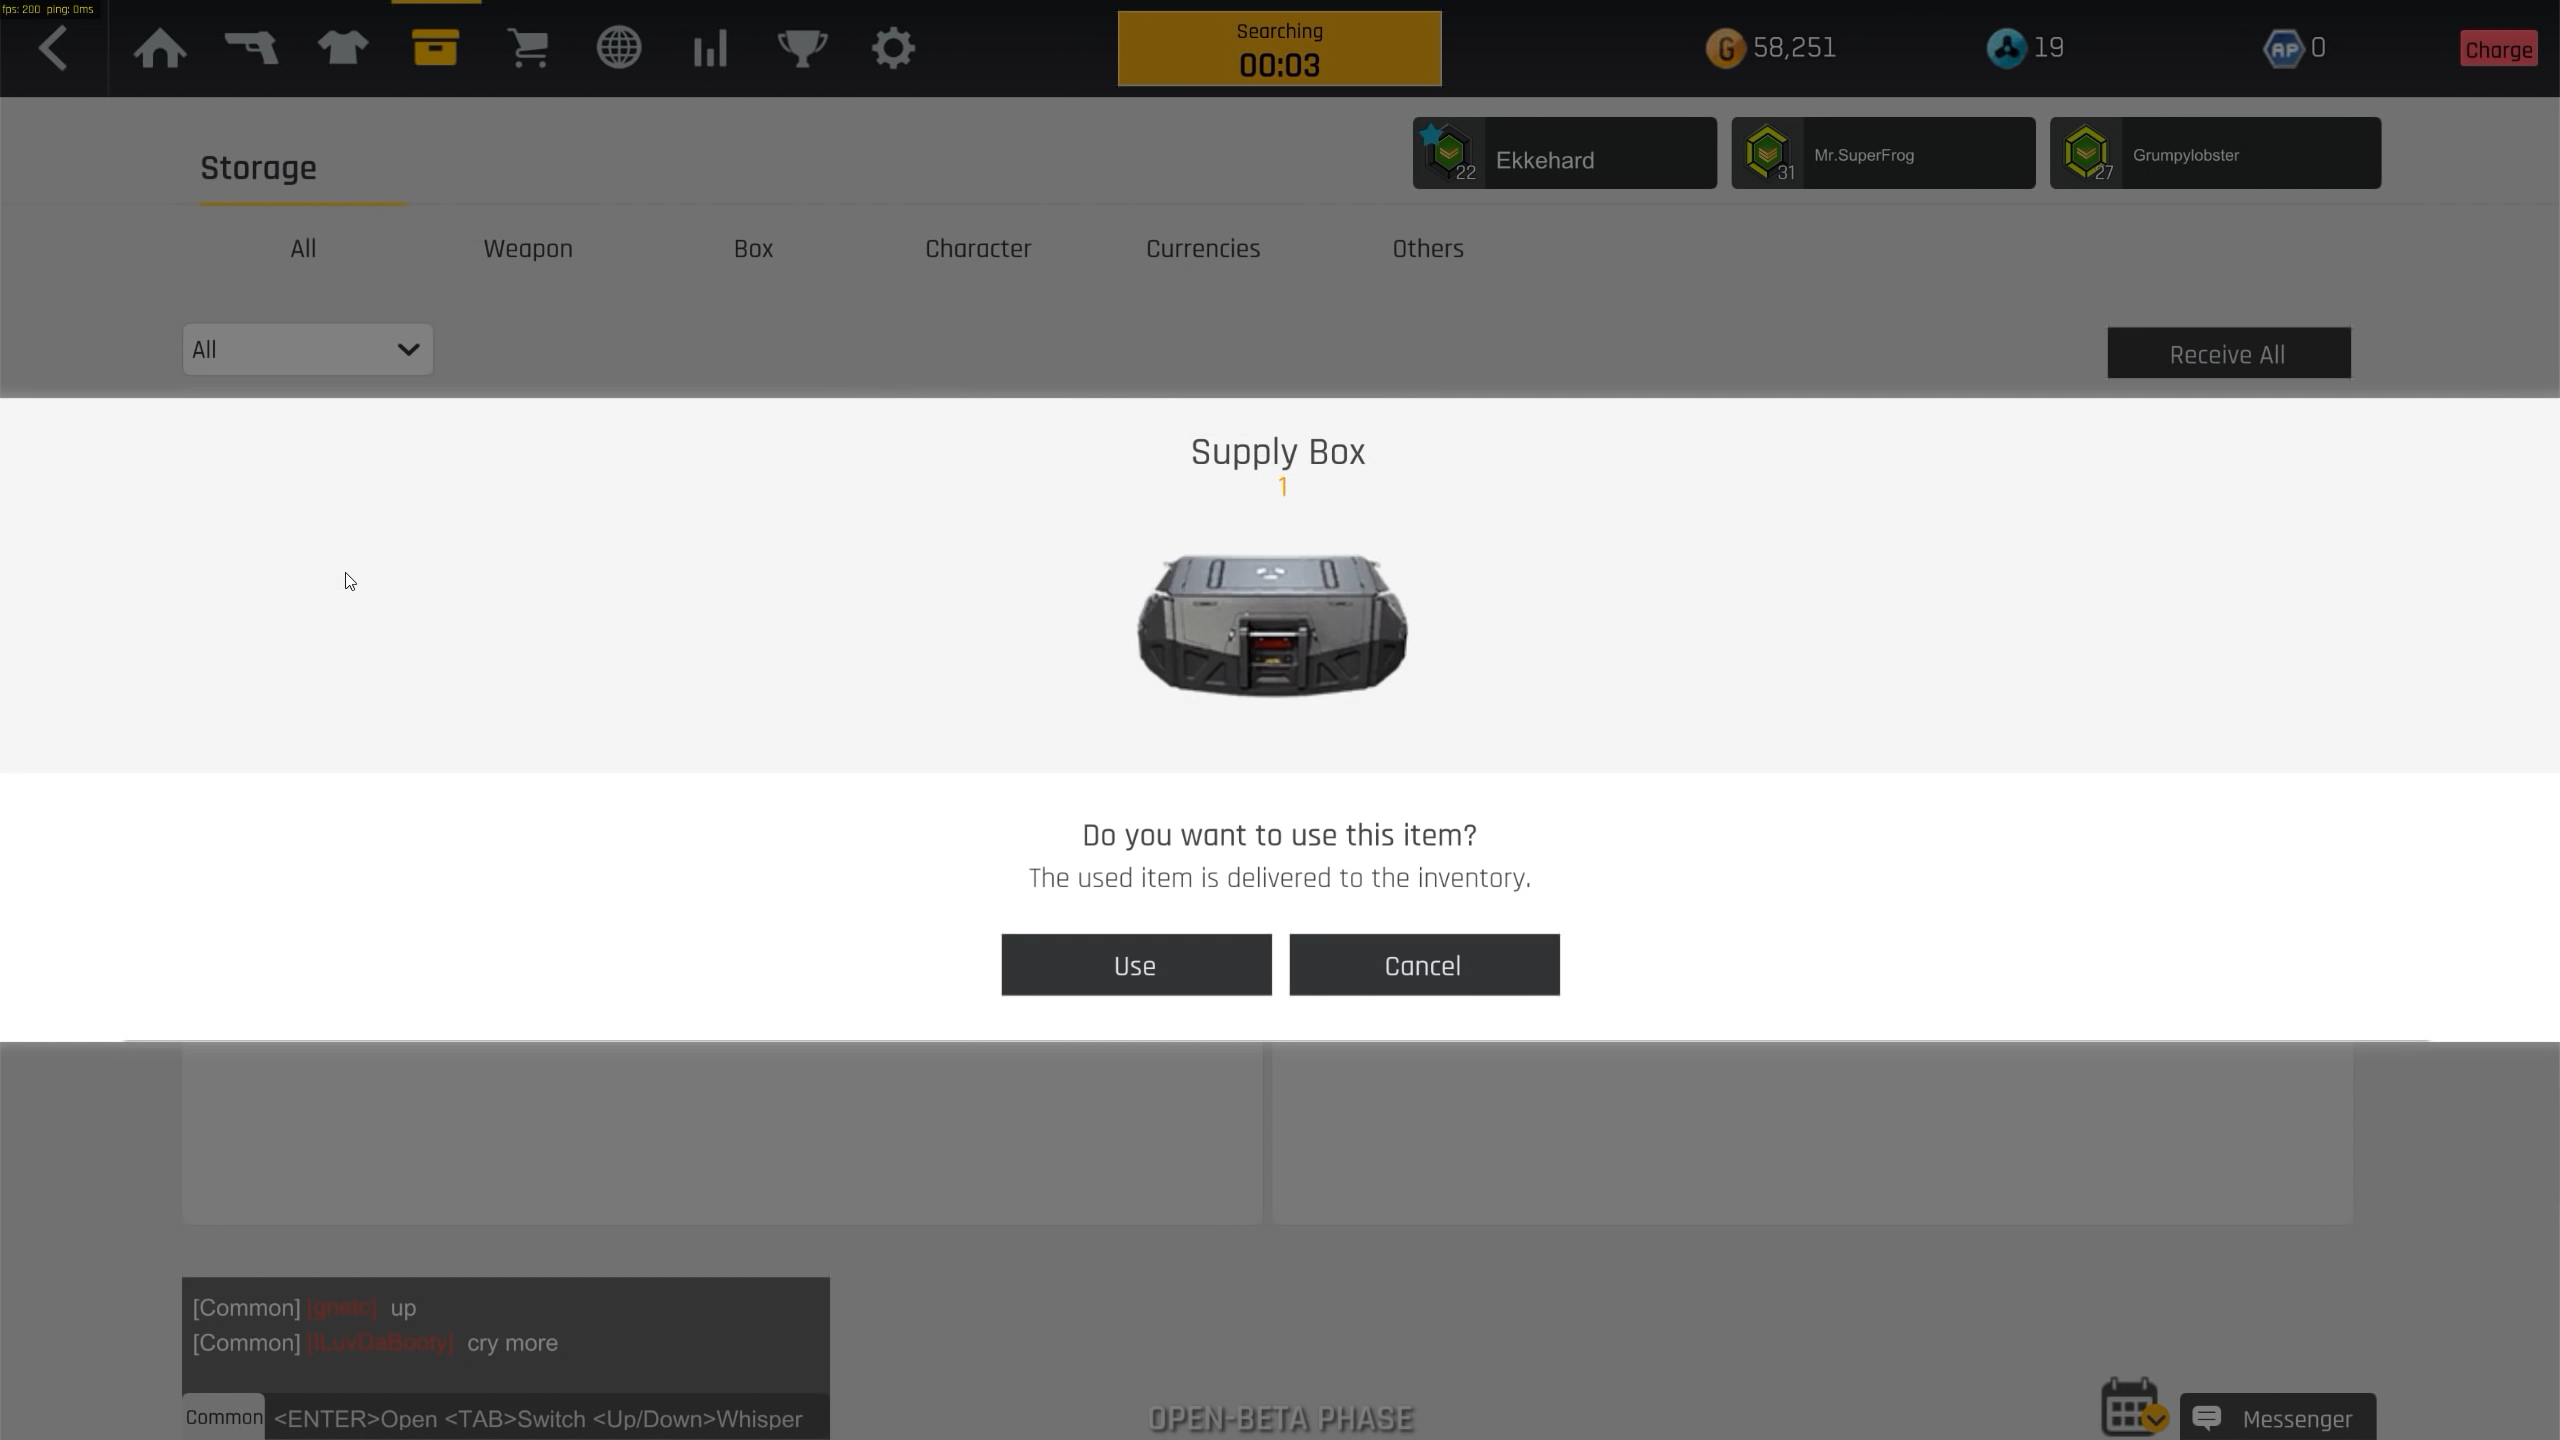 fps: 200 ping: 0ms
Searching
00:03
G 58,251
19
AP 0
Charge
22 Ekkehard
31 Mr.SuperFrog
27 Grumpylobster
Storage
All Weapon Box Character Currencies Others
All
Receive All
Supply Box
1
Do you want to use this item?
The used item is delivered to the inventory.
Use Cancel
[Common] [gnelc] up
[Common] [ILuvDaBooty] cry more
Common <ENTER>Open <TAB>Switch <Up/Down>Whisper
OPEN-BETA PHASE
Messenger